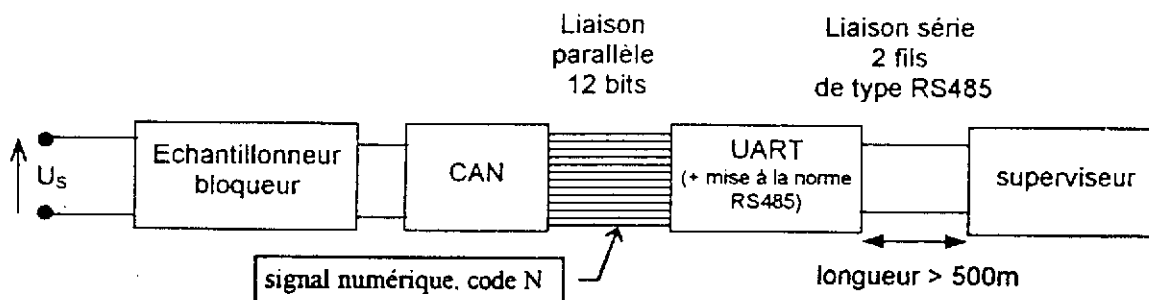 Liaison
parallèle
12 bits
Liaison série
2 fils
de type RS485
Us
Echantillonneur
bloqueur
CAN
UART
(+ mise à la norme
RS485)
superviseur
signal numérique, code N
longueur > 500m